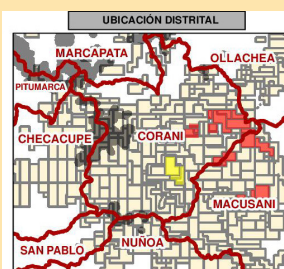 UBICACIÓN DISTRITAL
MARCAPATA
OLLACHEA
PITUMARCA
CHECACUPE
CORANI
MACUSANI
NUÑOA
SAN PABLO